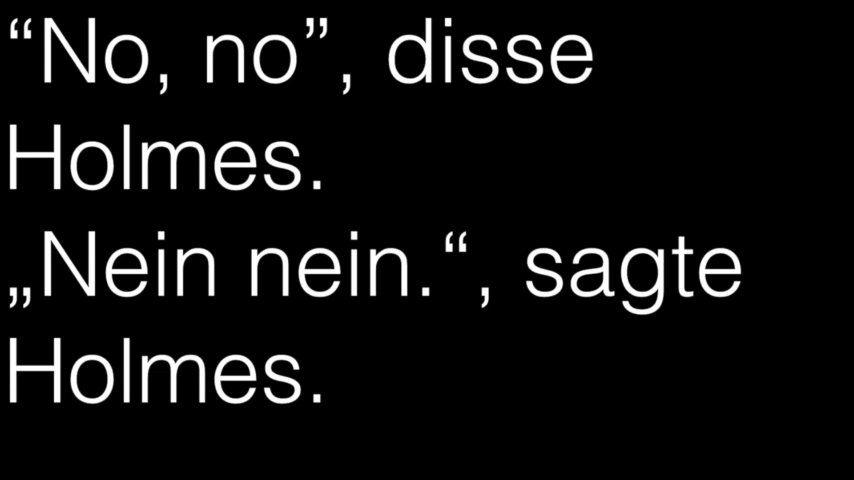 “No, no”, disse
Holmes.
„Nein nein.“, sagte
Holmes.